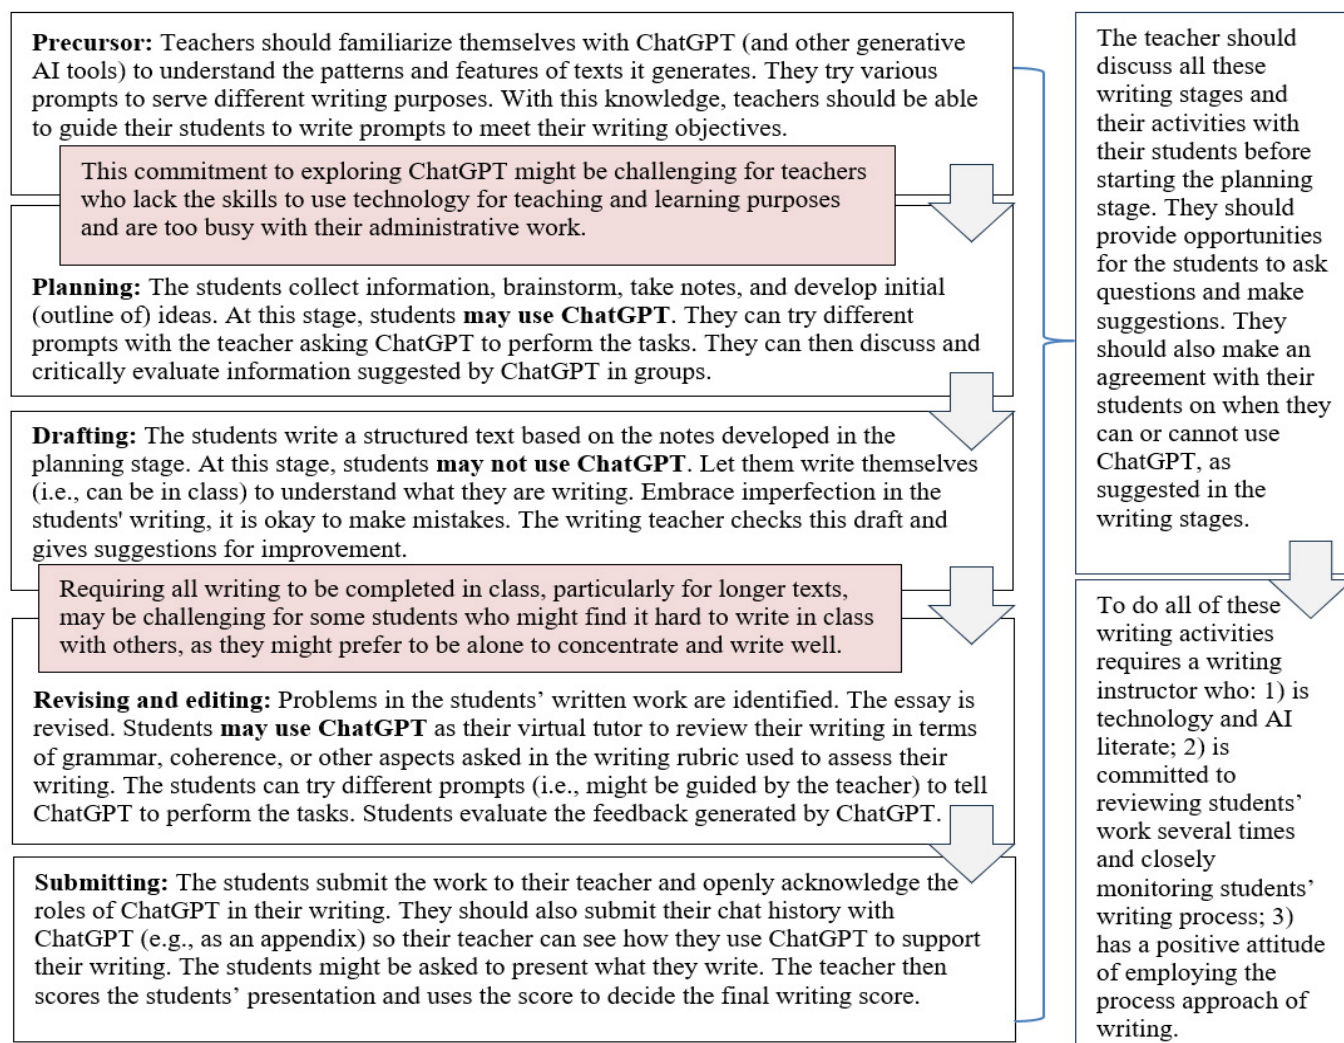 Precursor: Teachers should familiarize themselves with ChatGPT (and other generative
AI tools) to understand the patterns and features of texts it generates. They try various
prompts to serve different writing purposes. With this knowledge, teachers should be able
to guide their students to write prompts to meet their writing objectives.
This commitment to exploring ChatGPT might be challenging for teachers
who lack the skills to use technology for teaching and learning purposes
and are too busy with their administrative work.
Planning: The students collect information, brainstorm, take notes, and develop initial
(outline of) ideas. At this stage, students may use ChatGPT. They can try different
prompts with the teacher asking ChatGPT to perform the tasks. They can then discuss and
critically evaluate information suggested by ChatGPT in groups.
Drafting: The students write a structured text based on the notes developed in the
planning stage. At this stage, students may not use ChatGPT. Let them write themselves
(i.e., can be in class) to understand what they are writing. Embrace imperfection in the
students' writing, it is okay to make mistakes. The writing teacher checks this draft and
gives suggestions for improvement.
Requiring all writing to be completed in class, particularly for longer texts,
may be challenging for some students who might find it hard to write in class
with others, as they might prefer to be alone to concentrate and write well.
Revising and editing: Problems in the students’ written work are identified. The essay is
revised. Students may use ChatGPT as their virtual tutor to review their writing in terms
of grammar, coherence, or other aspects asked in the writing rubric used to assess their
writing. The students can try different prompts (i.e., might be guided by the teacher) to tell
ChatGPT to perform the tasks. Students evaluate the feedback generated by ChatGPT.
Submitting: The students submit the work to their teacher and openly acknowledge the
roles of ChatGPT in their writing. They should also submit their chat history with
ChatGPT (e.g., as an appendix) so their teacher can see how they use ChatGPT to support
their writing. The students might be asked to present what they write. The teacher then
scores the students’ presentation and uses the score to decide the final writing score.
The teacher should
discuss all these
writing stages and
their activities with
their students before
starting the planning
stage. They should
provide opportunities
for the students to ask
questions and make
suggestions. They
should also make an
agreement with their
students on when they
can or cannot use
ChatGPT, as
suggested in the
writing stages.
To do all of these
writing activities
requires a writing
instructor who: 1) is
technology and AI
literate; 2) is
committed to
reviewing students’
work several times
and closely
monitoring students’
writing process; 3)
has a positive attitude
of employing the
process approach of
writing.